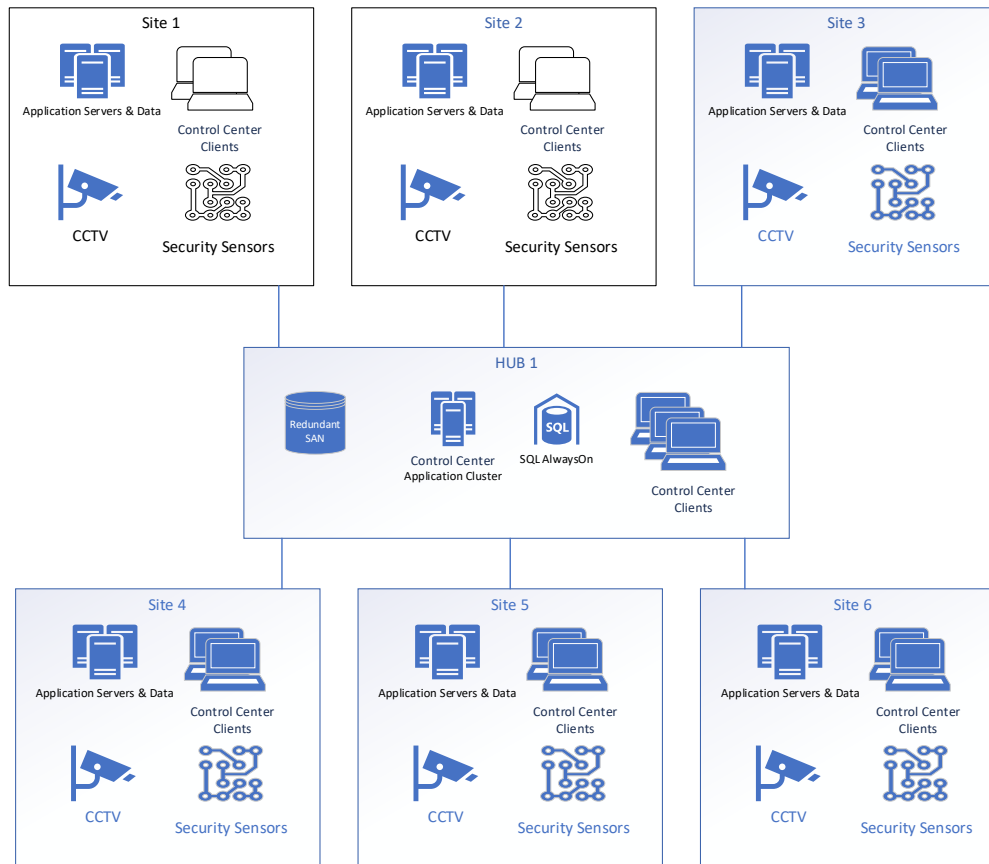 Site 1
Application Servers & Data
Control Center
Clients
CCTV
Security Sensors
Site 2
Application Servers & Data
Control Center
Clients
CCTV
Security Sensors
Site 3
Application Servers & Data
Control Center
Clients
CCTV
Security Sensors
HUB 1
Redundant
SAN
Control Center
Application Cluster
SQL
SQL AlwaysOn
Control Center
Clients
Site 4
Application Servers & Data
Control Center
Clients
CCTV
Security Sensors
Site 5
Application Servers & Data
Control Center
Clients
CCTV
Security Sensors
Site 6
Application Servers & Data
Control Center
Clients
CCTV
Security Sensors